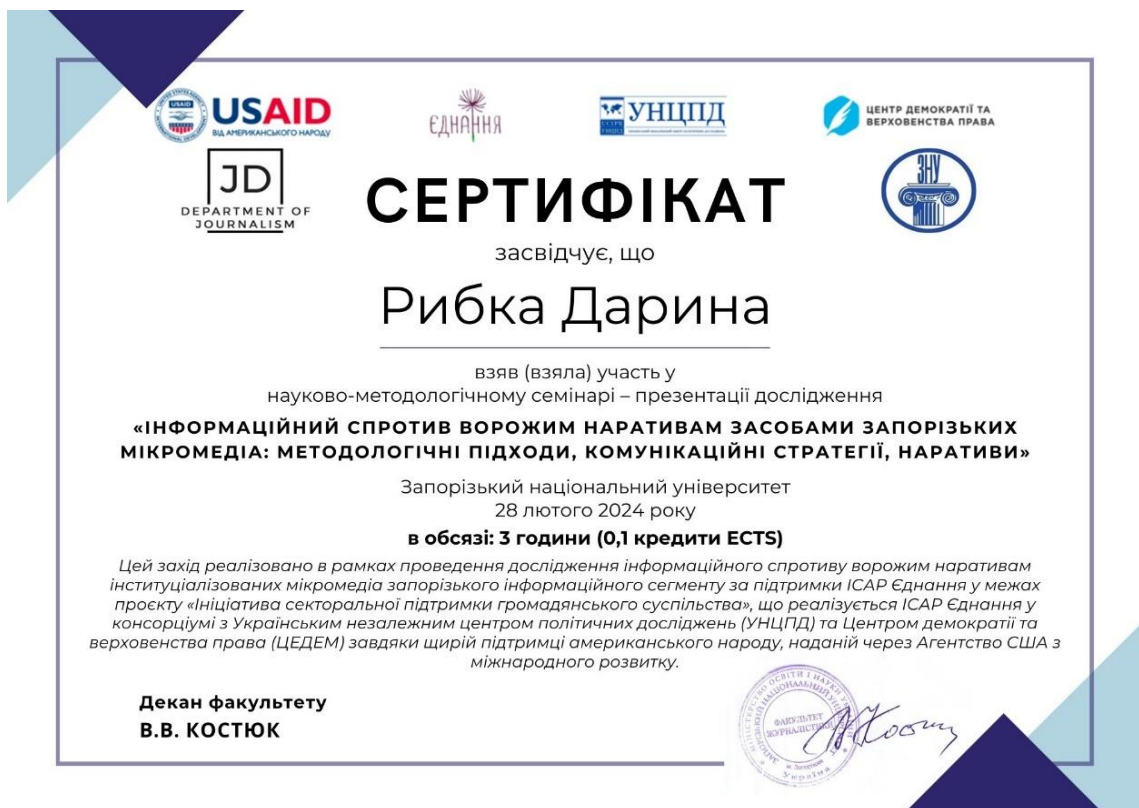 USAID
ВІД АМЕРИКАНСЬКОГО НАРОДУ
ЄДНАННЯ
УНЦПД
ЦЕНТР ДЕМОКРАТІЇ ТА
ВЕРХОВЕНСТВА ПРАВА
JD
DEPARTMENT OF
JOURNALISM
ЗНУ
СЕРТИФІКАТ
засвідчує, що
Рибка Дарина
взяв (взяла) участь у
науково-методологічному семінарі – презентації дослідження
«ІНФОРМАЦІЙНИЙ СПРОТИВ ВОРОЖИМ НАРАТИВАМ ЗАСОБАМИ ЗАПОРІЗЬКИХ
МІКРОМЕДІА: МЕТОДОЛОГІЧНІ ПІДХОДИ, КОМУНІКАЦІЙНІ СТРАТЕГІЇ, НАРАТИВИ»
Запорізький національний університет
28 лютого 2024 року
в обсязі: 3 години (0,1 кредити ECTS)
Цей захід реалізовано в рамках проведення дослідження інформаційного спротиву ворожим наративам
інституціалізованих мікромедіа запорізького інформаційного сегменту за підтримки ІСАР Єднання у межах
проєкту «Ініціатива секторальної підтримки громадянського суспільства», що реалізується ІСАР Єднання у
консорціумі з Українським незалежним центром політичних досліджень (УНЦПД) та Центром демократії та
верховенства права (ЦЕДЕМ) завдяки щирій підтримці американського народу, наданій через Агентство США з
міжнародного розвитку.
Декан факультету
В.В. КОСТЮК
ФАКУЛЬТЕТ
ЖУРНАЛІСТИКИ
Україна